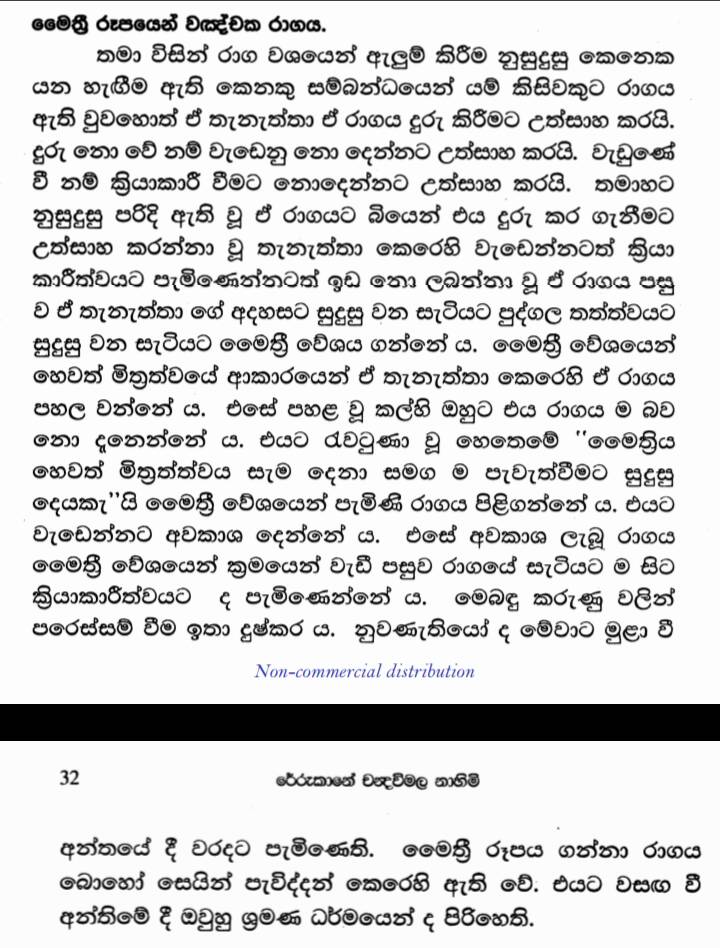 මෛත්‍රී රූපයෙන් වඤ්චක රාගය.
තමා විසින් රාග වශයෙන් ඇලුම් කිරීම නුසුදුසු කෙනෙක
යන හැඟීම ඇති කෙනකු සම්බන්ධයෙන් යම් කිසිවකුට රාගය
ඇති වුවහොත් ඒ තැනැත්තා ඒ රාගය දුරු කිරීමට උත්සාහ කරයි.
දුරු නො වේ නම් වැඩෙනු නො දෙන්නට උත්සාහ කරයි. වැඩුණේ
වී නම් ක්‍රියාකාරී වීමට නොදෙන්නට උත්සාහ කරයි. තමාහට
නුසුදුසු පරිදි ඇති වූ ඒ රාගයට බියෙන් එය දුරු කර ගැනීමට
උත්සාහ කරන්නා වූ තැනැත්තා කෙරෙහි වැඩෙන්නටත් ක්‍රියා
කාරීත්වයට පැමිණෙන්නටත් ඉඩ නො ලබන්නා වූ ඒ රාගය පසු
ව ඒ තැනැත්තා ගේ අදහසට සුදුසු වන සැටියට පුද්ගල තත්ත්වයට
සුදුසු වන සැටියට මෛත්‍රී වේශය ගන්නේ ය. මෛත්‍රී වේශයෙන්
හෙවත් මිත්‍රත්වයේ ආකාරයෙන් ඒ තැනැත්තා කෙරෙහි ඒ රාගය
පහල වන්නේ ය. එසේ පහළ වූ කල්හි ඔහුට එය රාගය ම බව
නො දැනෙන්නේ ය. එයට රැවටුණා වූ හෙතෙමේ "මෛත්‍රිය
හෙවත් මිත්‍රත්ත්වය සැම දෙනා සමග ම පැවැත්වීමට සුදුසු
දෙයකැ"යි මෛත්‍රී වේශයෙන් පැමිණි රාගය පිළිගන්නේ ය. එයට
වැඩෙන්නට අවකාශ දෙන්නේ ය. එසේ අවකාශ ලැබූ රාගය
මෛත්‍රී වේශයෙන් ක්‍රමයෙන් වැඩී පසුව රාගයේ සැටියට ම සිට
ක්‍රියාකාරීත්වයට ද පැමිණෙන්නේ ය. මෙබඳු කරුණු වලින්
පරෙස්සම් වීම ඉතා දුෂ්කර ය. නුවණැතියෝ ද මේවාට මුළා වී
Non-commercial distribution
32 රේරුකානේ චන්දවිමල නාහිමි
අන්තයේ දී වරදට පැමිණෙති. මෛත්‍රී රූපය ගන්නා රාගය
බොහෝ සෙයින් පැවිද්දන් කෙරෙහි ඇති වේ. එයට වසඟ වී
අන්තිමේ දී ඔවුහු ශ්‍රමණ ධර්මයෙන් ද පිරිහෙති.